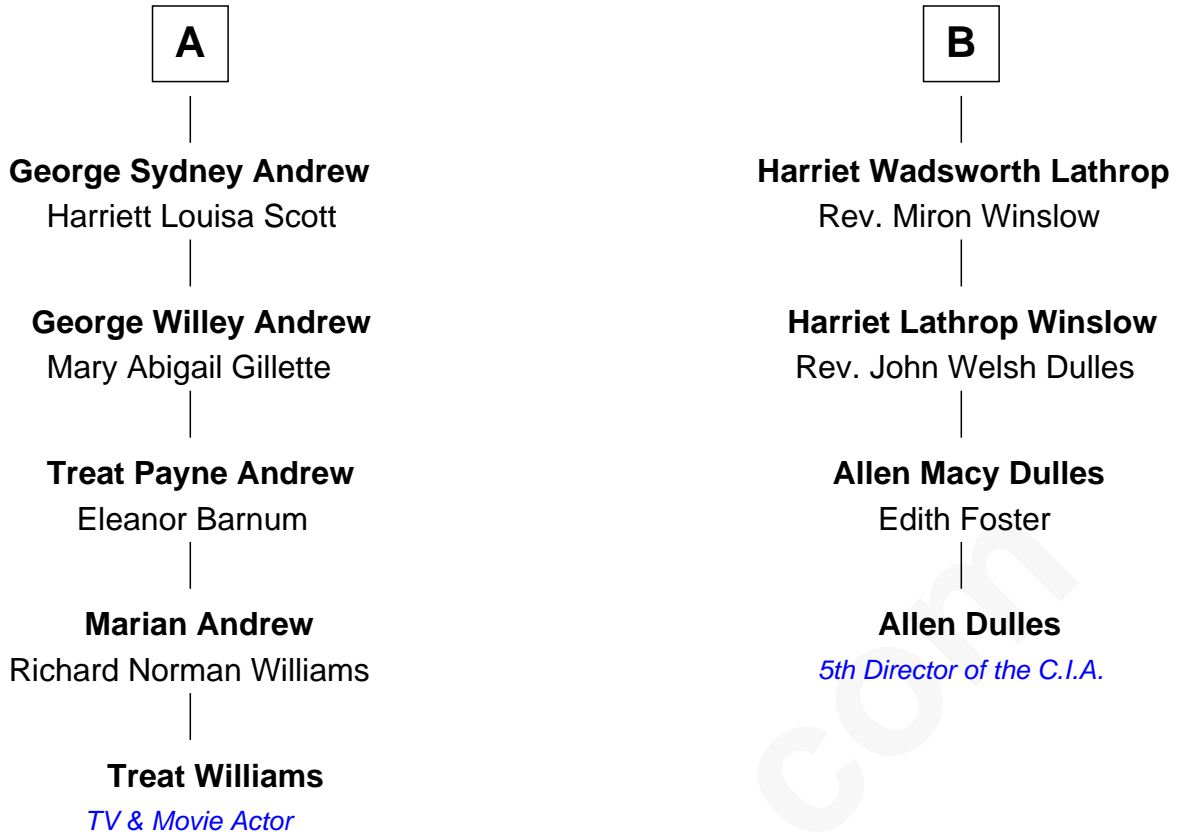 A
George Sydney Andrew
Harriett Louisa Scott
George Willey Andrew
Mary Abigail Gillette
Treat Payne Andrew
Eleanor Barnum
Marian Andrew
Richard Norman Williams
Treat Williams
TV & Movie Actor
B
Harriet Wadsworth Lathrop
Rev. Miron Winslow
Harriet Lathrop Winslow
Rev. John Welsh Dulles
Allen Macy Dulles
Edith Foster
Allen Dulles
5th Director of the C.I.A.
com